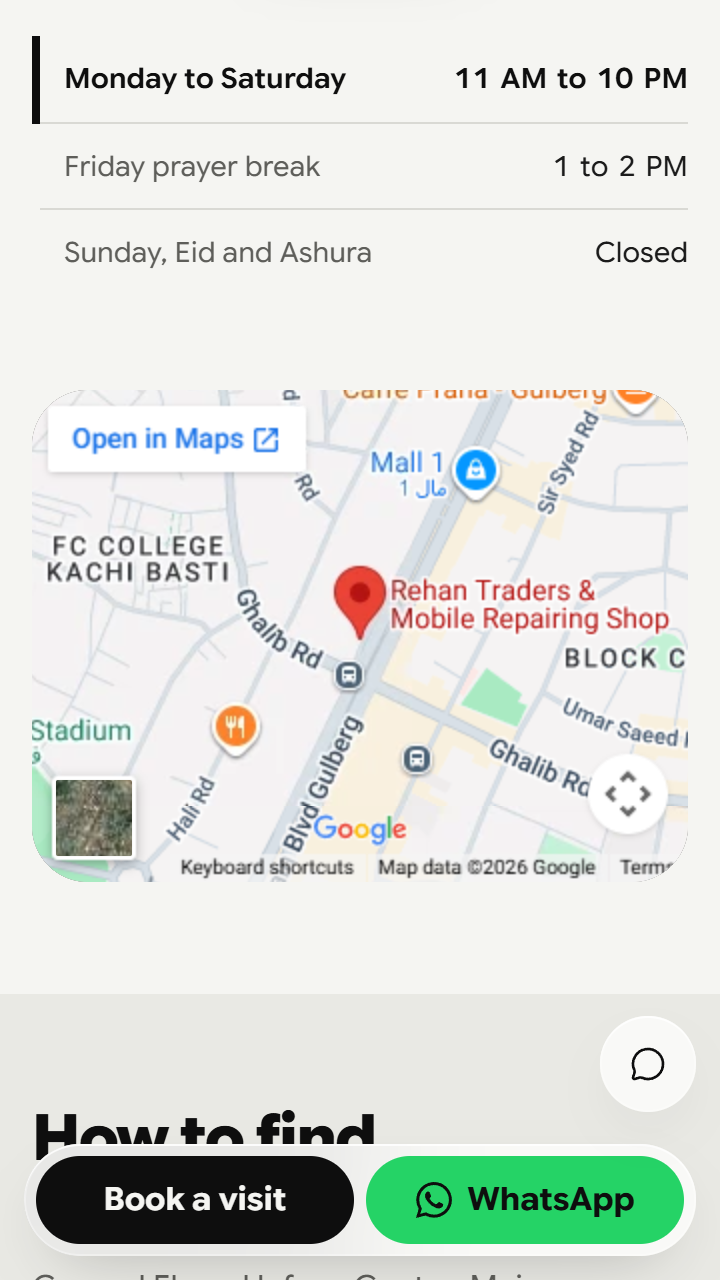 Monday to Saturday 11 AM to 10 PM
Friday prayer break 1 to 2 PM
Sunday, Eid and Ashura Closed
Gulberg
Open in Maps
Mall 1
مال 1
Sir Syed Rd
Rd
FC COLLEGE
KACHI BASTI
Rehan Traders &
Mobile Repairing Shop
Ghalib Rd
BLOCK C
Umar Saeed
Stadium
Ghalib Rd
Hali Rd
Blvd Gulberg
Google
Keyboard shortcuts Map data ©2026 Google Terms
How to find
Book a visit WhatsApp